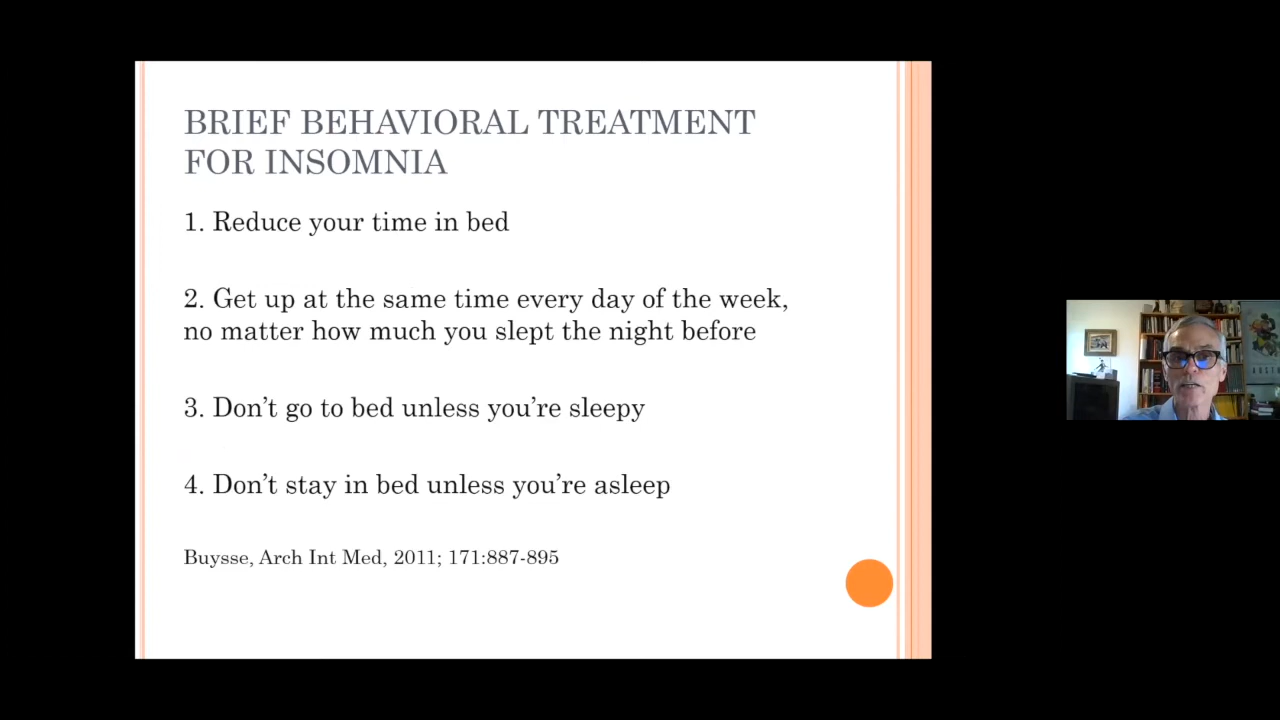 BRIEF BEHAVIORAL TREATMENT
FOR INSOMNIA
1. Reduce your time in bed
2. Get up at the same time every day of the week,
no matter how much you slept the night before
3. Don’t go to bed unless you’re sleepy
4. Don’t stay in bed unless you’re asleep
Buysse, Arch Int Med, 2011; 171:887-895